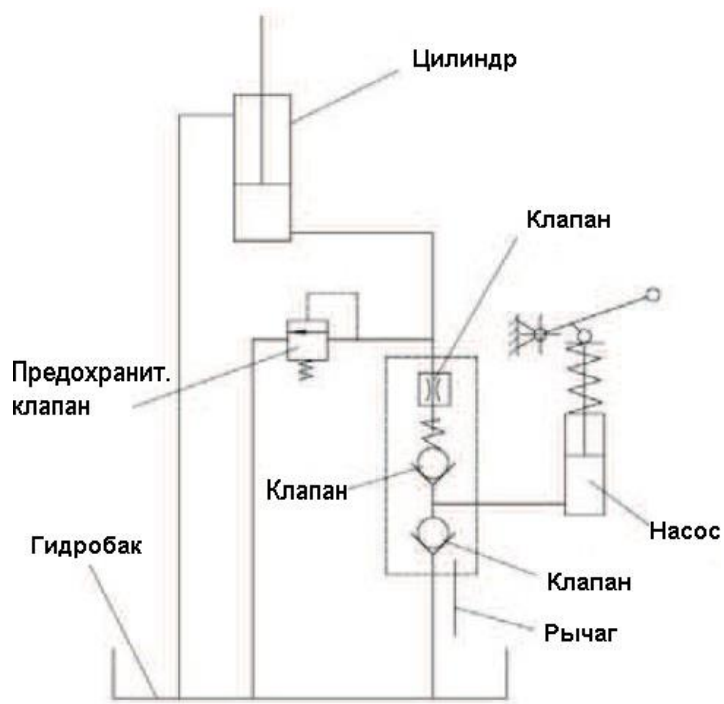 Цилиндр
Клапан
Предохранит.
клапан
Клапан
Насос
Гидробак
Клапан
Рычаг